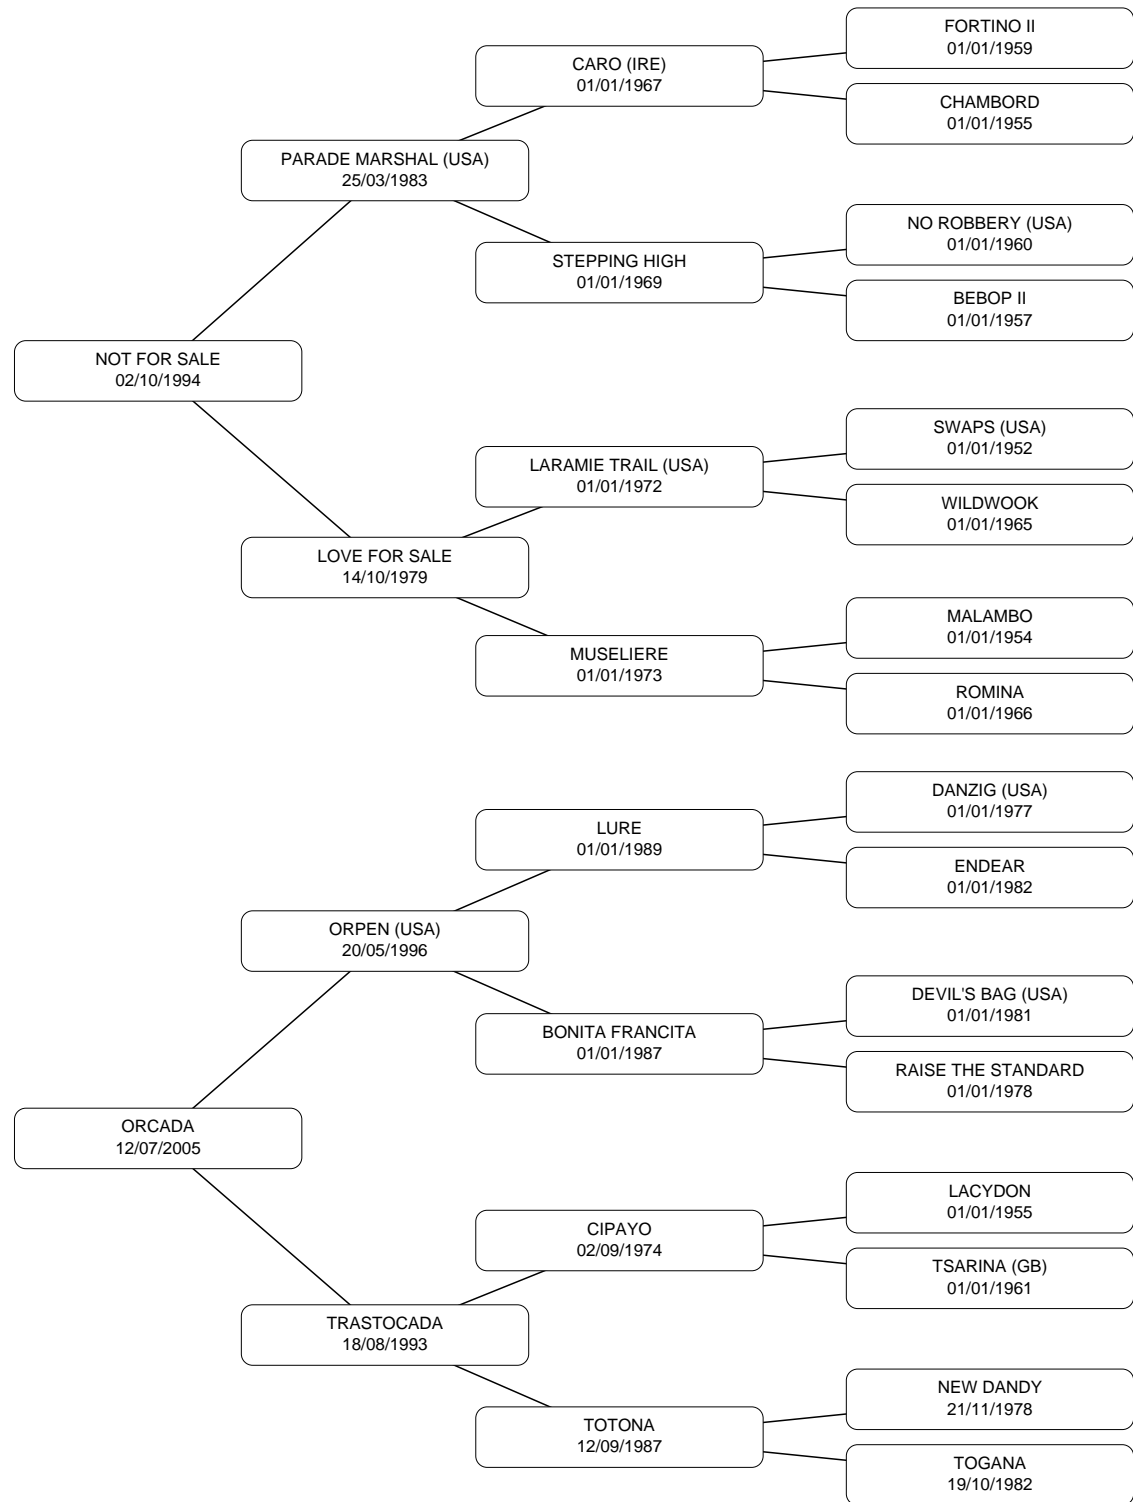 FORTINO II
01/01/1959
CARO (IRE)
01/01/1967
CHAMBORD
01/01/1955
PARADE MARSHAL (USA)
25/03/1983
NO ROBBERY (USA)
01/01/1960
STEPPING HIGH
01/01/1969
BEBOP II
01/01/1957
NOT FOR SALE
02/10/1994
SWAPS (USA)
01/01/1952
LARAMIE TRAIL (USA)
01/01/1972
WILDWOOK
01/01/1965
LOVE FOR SALE
14/10/1979
MALAMBO
01/01/1954
MUSELIERE
01/01/1973
ROMINA
01/01/1966
DANZIG (USA)
01/01/1977
LURE
01/01/1989
ENDEAR
01/01/1982
ORPEN (USA)
20/05/1996
DEVIL'S BAG (USA)
01/01/1981
BONITA FRANCITA
01/01/1987
RAISE THE STANDARD
01/01/1978
ORCADA
12/07/2005
LACYDON
01/01/1955
CIPAYO
02/09/1974
TSARINA (GB)
01/01/1961
TRASTOCADA
18/08/1993
NEW DANDY
21/11/1978
TOTONA
12/09/1987
TOGANA
19/10/1982